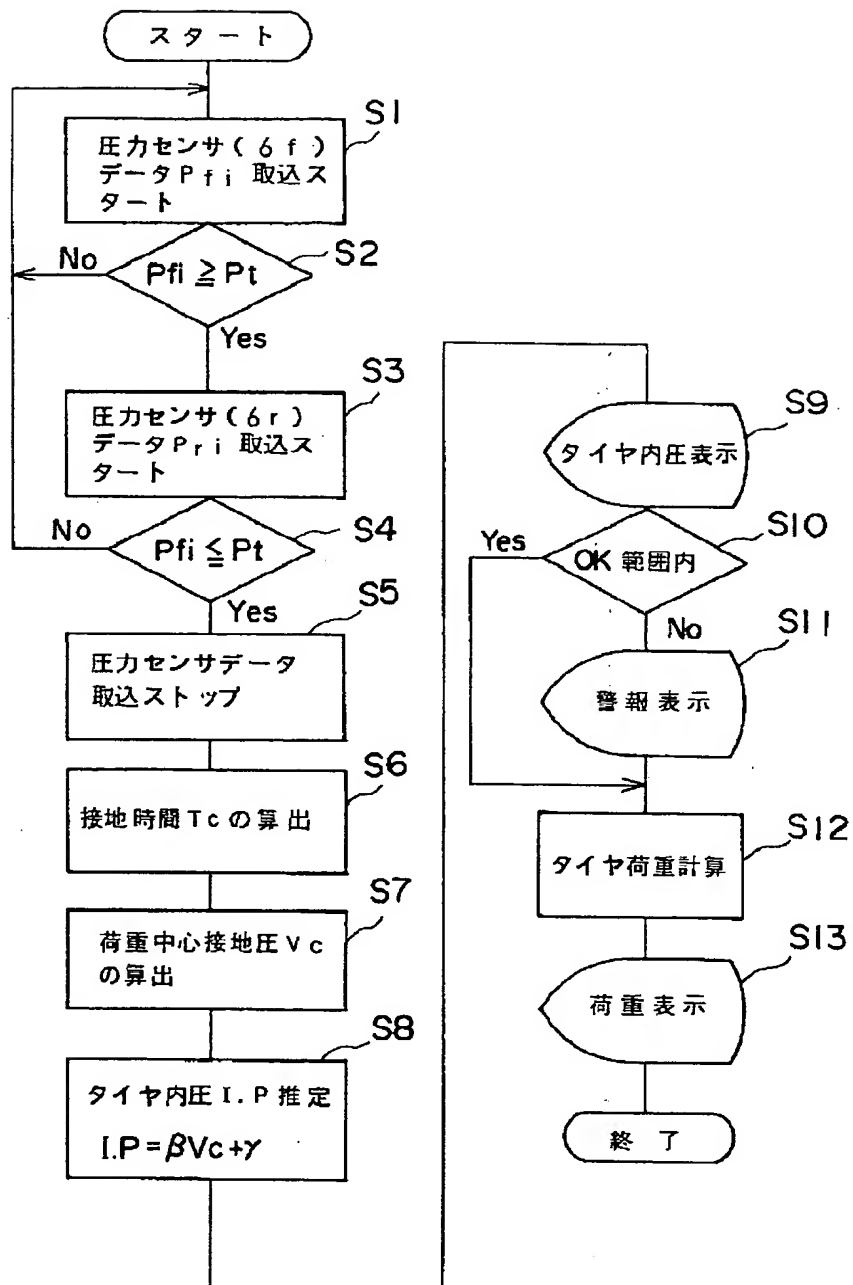 スタート
S1
圧力センサ(6f)
データPfi 取込ス
タート
No
S2
Pfi ≧ Pt
Yes
S3
圧力センサ(6r)
データPri 取込ス
タート
No
S4
Pfi ≦ Pt
Yes
S5
圧力センサデータ
取込ストップ
S6
接地時間Tcの算出
S7
荷重中心接地圧Vc
の算出
S8
タイヤ内圧I.P推定
I.P=βVc+γ
S9
タイヤ内圧表示
S10
Yes
OK範囲内
No
S11
警報表示
S12
タイヤ荷重計算
S13
荷重表示
終了